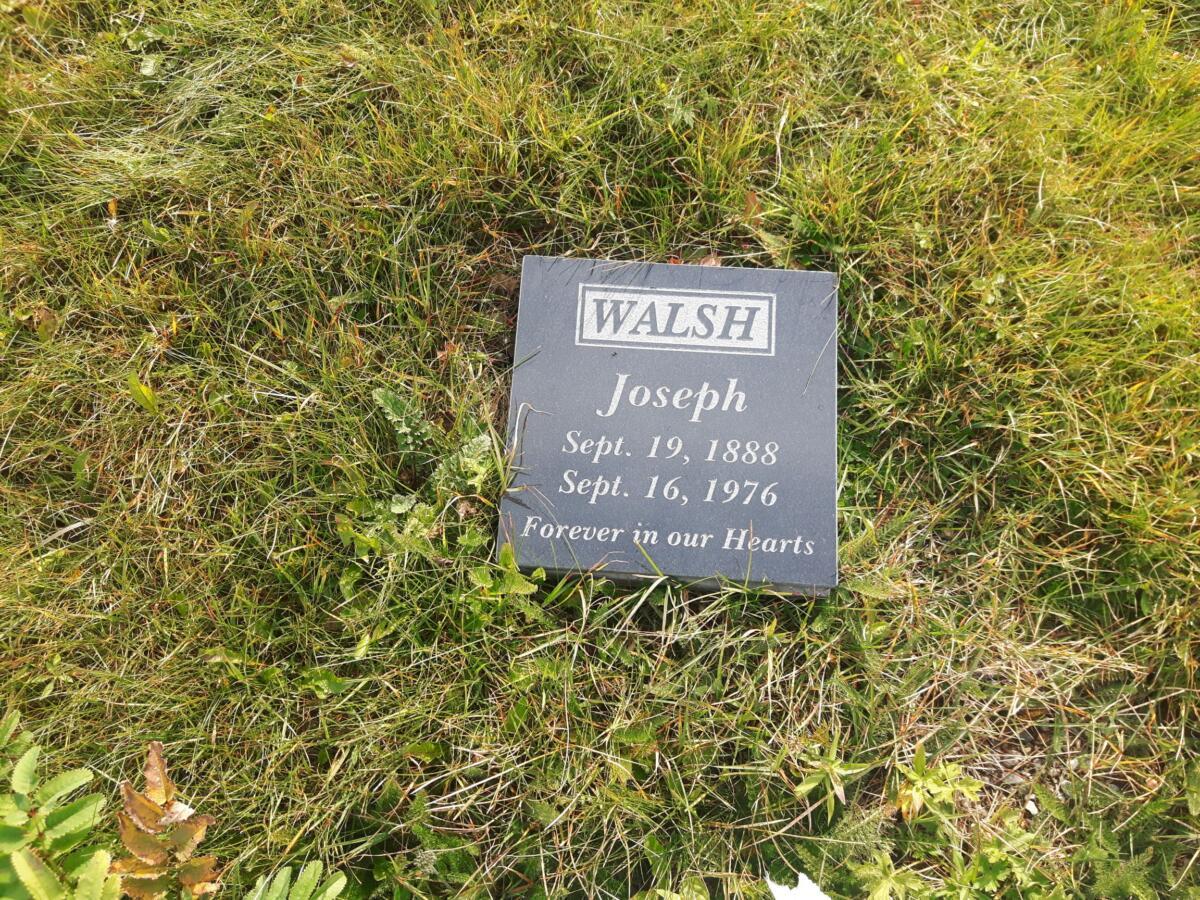 WALSH
Joseph
Sept. 19, 1888
Sept. 16, 1976
Forever in our Hearts